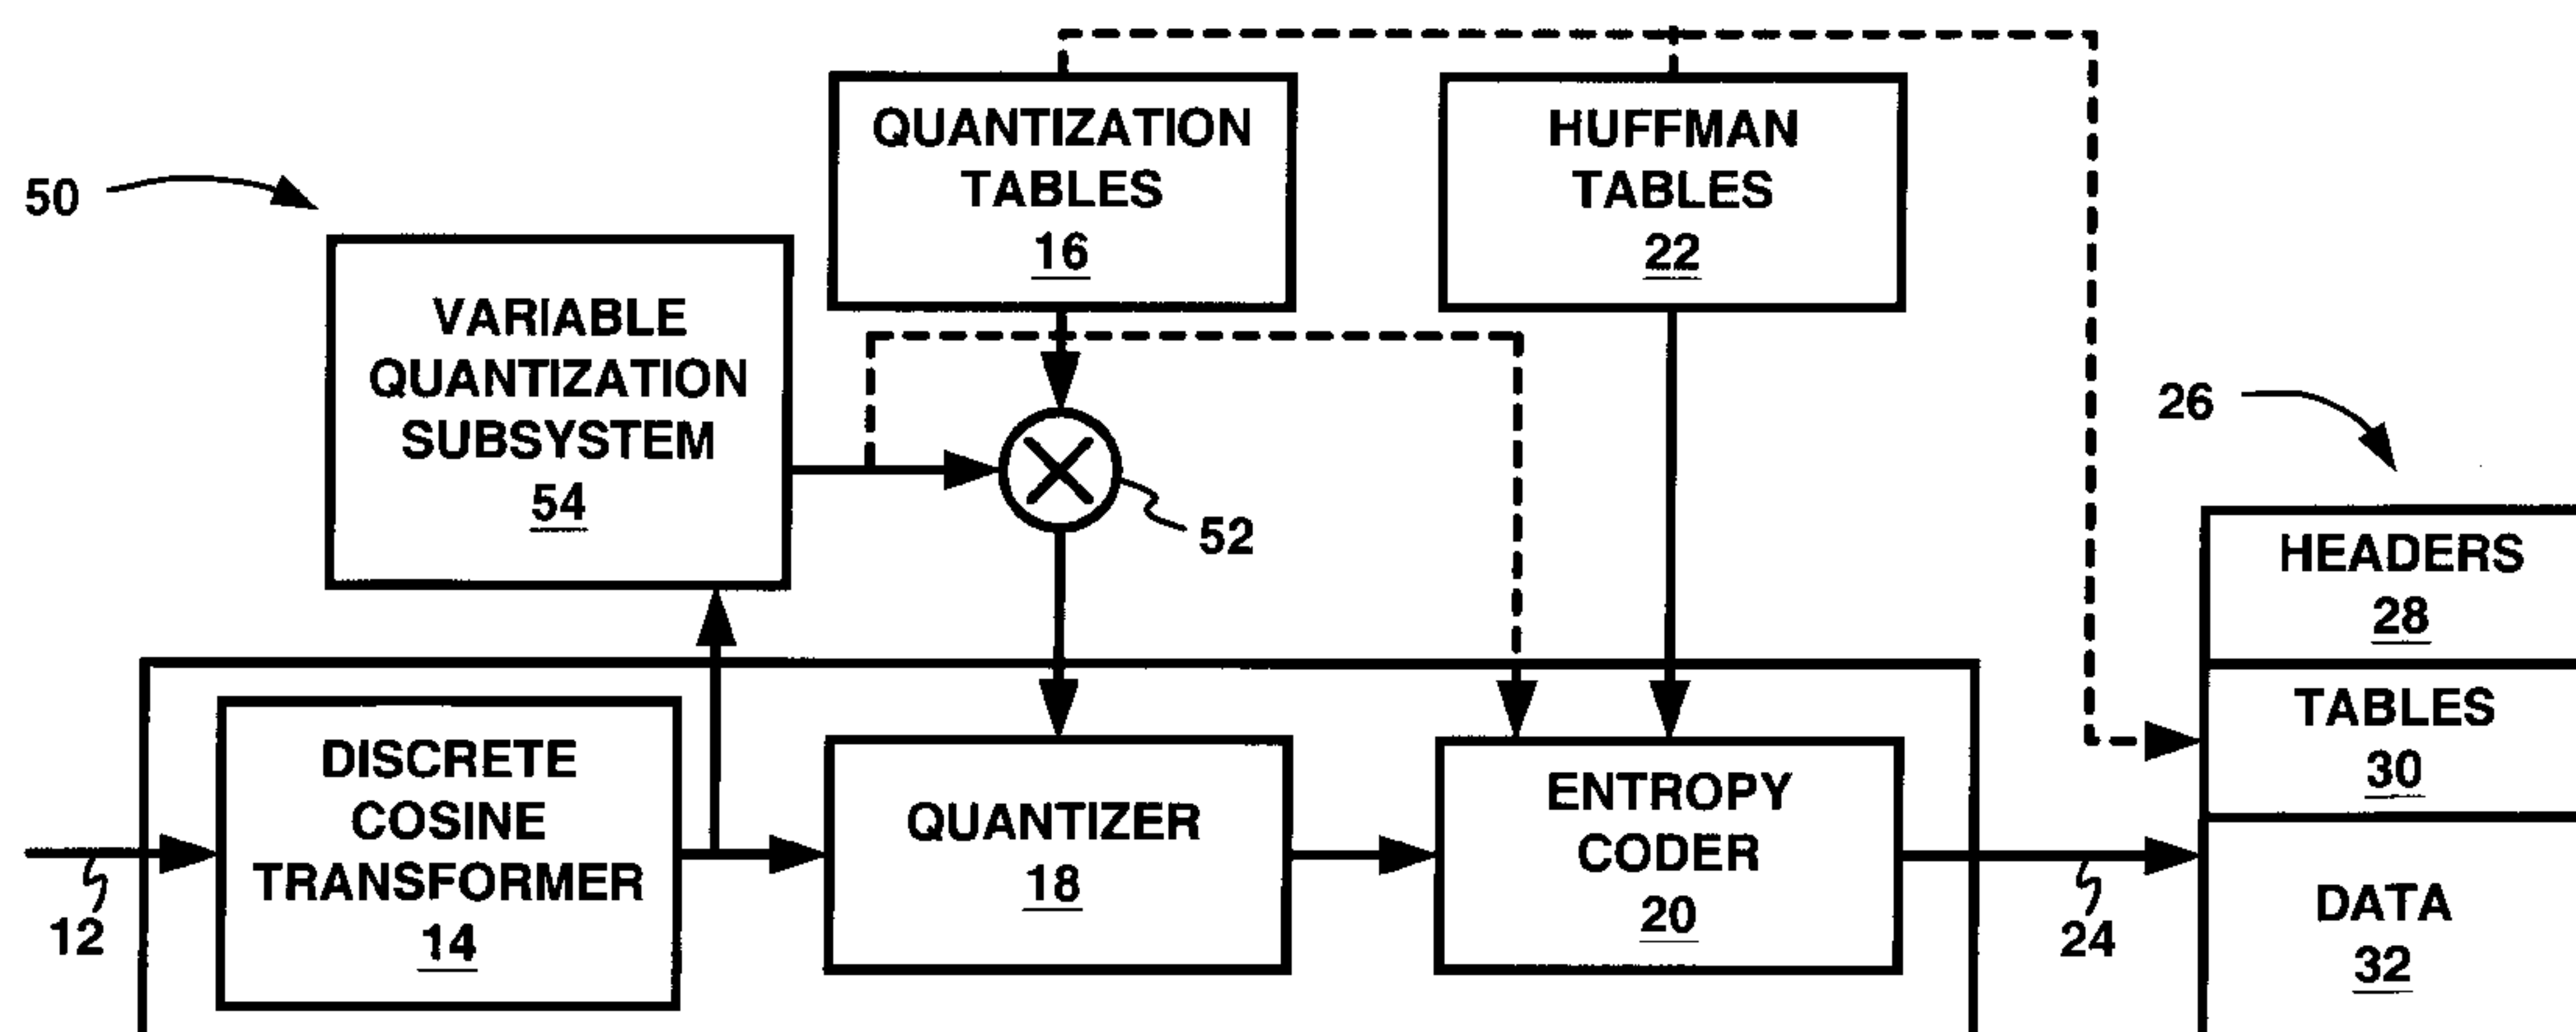 50
QUANTIZATION
TABLES
16
HUFFMAN
TABLES
22
VARIABLE
QUANTIZATION
SUBSYSTEM
54
52
26
HEADERS
28
TABLES
30
DATA
32
12
DISCRETE
COSINE
TRANSFORMER
14
QUANTIZER
18
ENTROPY
CODER
20
24